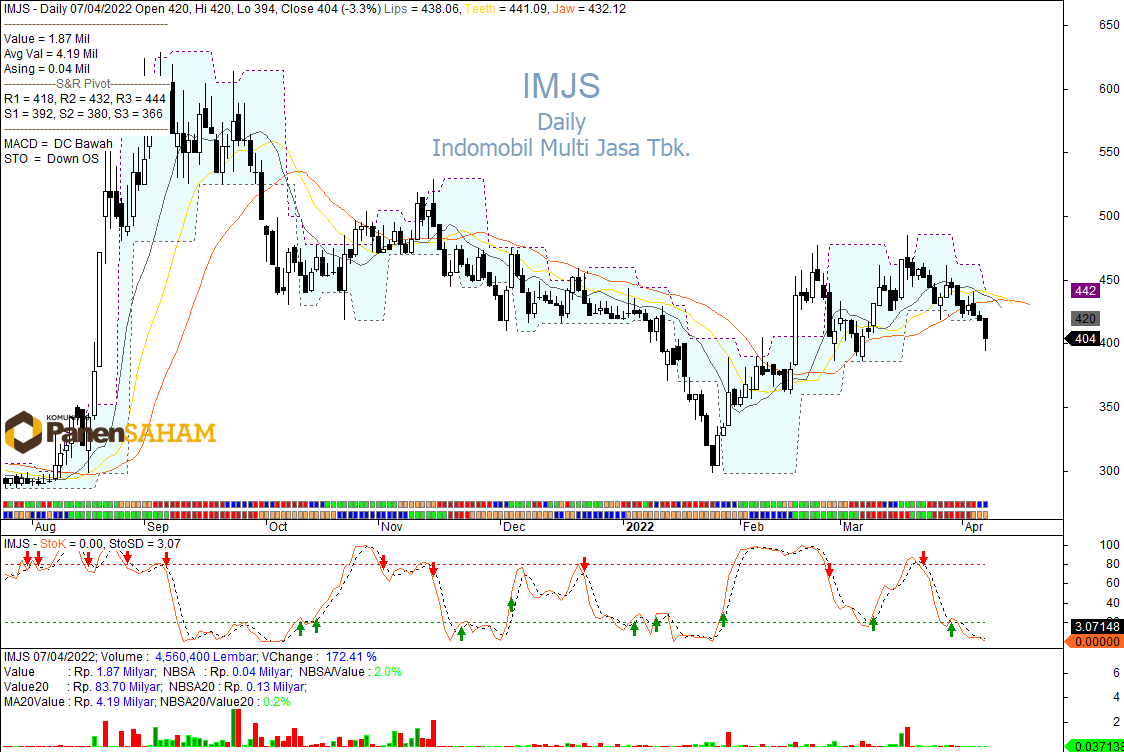 IMJS - Daily 07/04/2022 Open 420, Hi 420, Lo 394, Close 404 (-3.3%) Lips = 438.06, Teeth = 441.09, Jaw = 432.12
Value = 1.87 Mil
Avg Val = 4.19 Mil
Asing = 0.04 Mil
S&R Pivot
R1 = 418, R2 = 432, R3 = 444
S1 = 392, S2 = 380, S3 = 366
MACD = DC Bawah
STO = Down OS
IMJS
Daily
Indomobil Multi Jasa Tbk.
650
600
550
500
450
442
420
404
400
350
300
PanenSAHAM
Aug Sep Oct Nov Dec 2022 Feb Mar Apr
IMJS - StoK = 0.00, StoSD = 3.07
100
80
60
40
3.07148
0.00000
IMJS 07/04/2022; Volume : 4,560,400 Lembar; VChange : 172.41 %
Value : Rp. 1.87 Milyar; NBSA : Rp. 0.04 Milyar; NBSA/Value : 2.0%
Value20 : Rp. 83.70 Milyar; NBSA20 : Rp. 0.13 Milyar;
MA20Value : Rp. 4.19 Milyar; NBSA20/Value20 : 0.2%
6
4
2